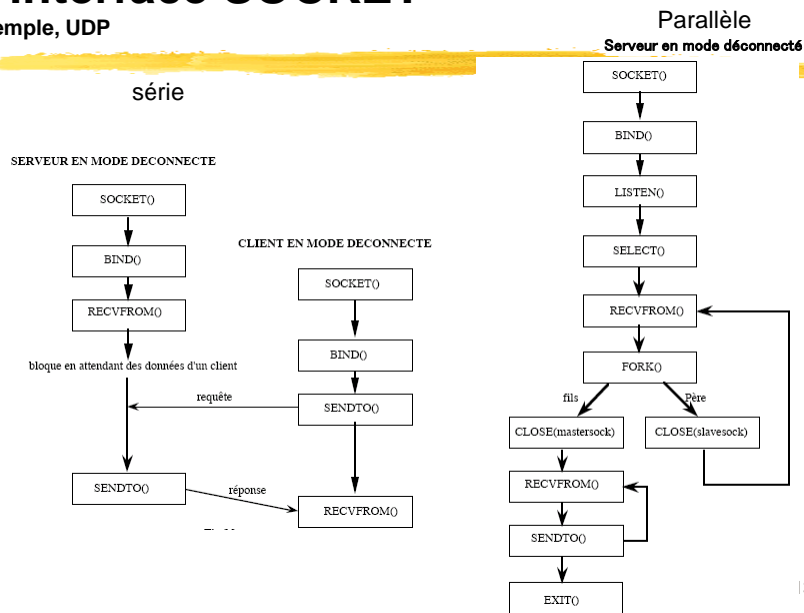 Interface SOCKET
emple, UDP
série
SERVEUR EN MODE DECONNECTE
SOCKET()
BIND()
RECVFROM()
bloque en attendant des données d'un client
SENDTO()
CLIENT EN MODE DECONNECTE
SOCKET()
BIND()
SENDTO()
RECVFROM()
requête
réponse
Parallèle
Serveur en mode déconnecté
SOCKET()
BIND()
LISTEN()
SELECT()
RECVFROM()
FORK()
fils
Père
CLOSE(mastersock)
CLOSE(slavesock)
RECVFROM()
SENDTO()
EXIT()